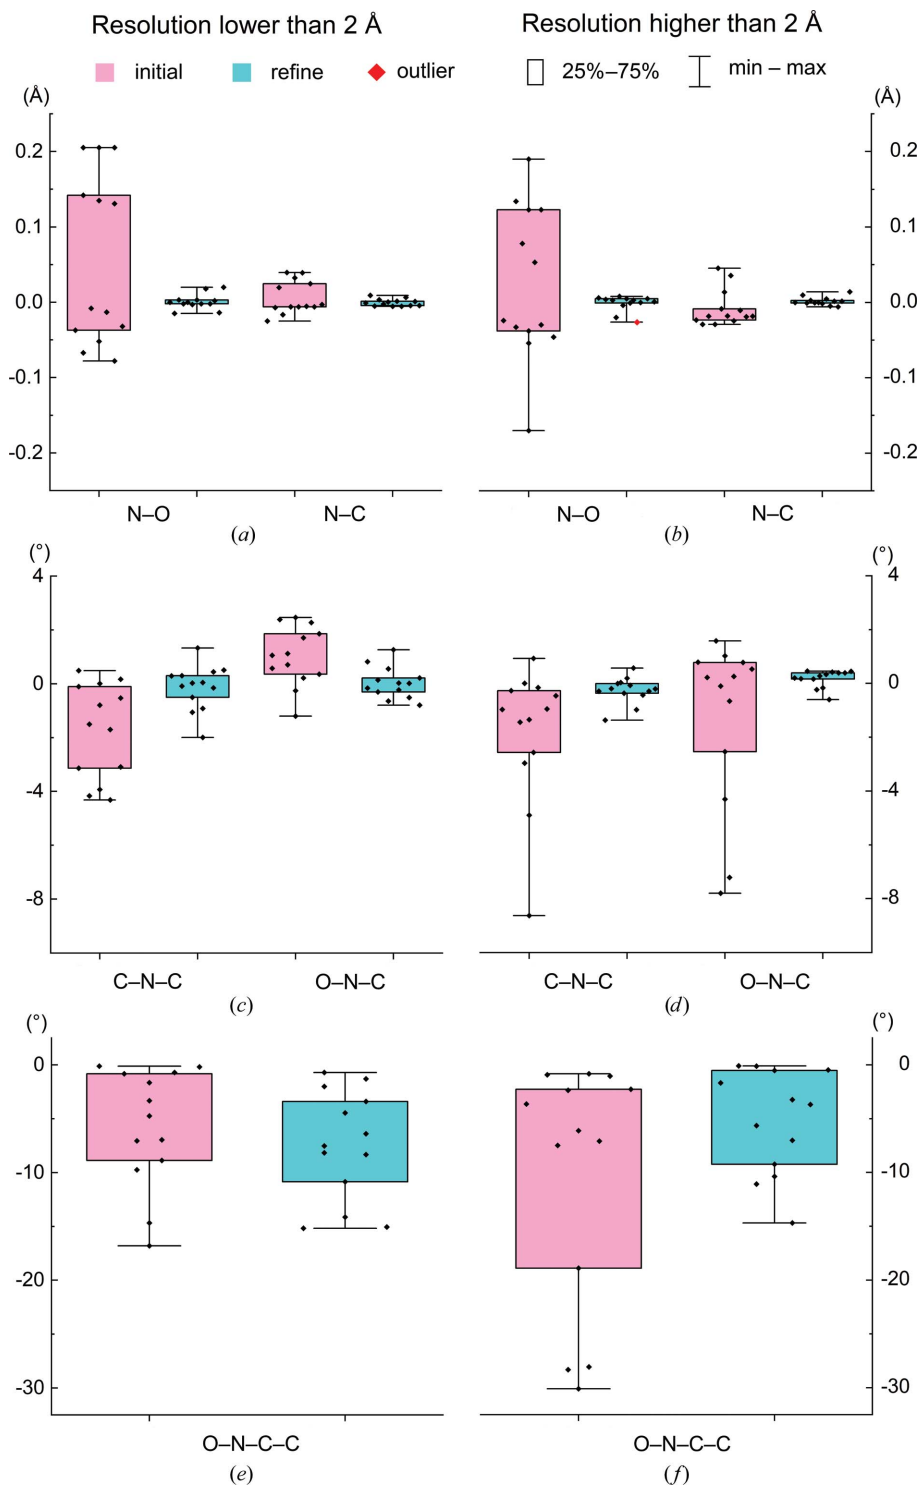 Resolution lower than 2 Å Resolution higher than 2 Å
initial refine outlier 25%–75% min – max
(Å) (Å)
0.2 0.2
0.1 0.1
0.0 0.0
-0.1 -0.1
-0.2 -0.2
N–O N–C N–O N–C
(a) (b)
(°) (°)
4 4
0 0
-4 -4
-8 -8
C–N–C O–N–C C–N–C O–N–C
(c) (d)
(°) (°)
0 0
-10 -10
-20 -20
-30 -30
O–N–C–C O–N–C–C
(e) (f)